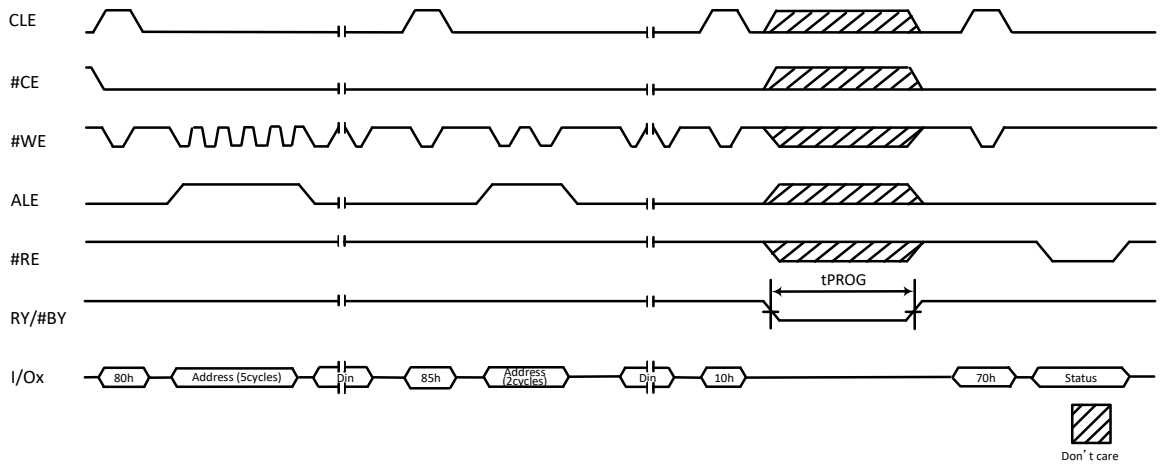 CLE
#CE
#WE
ALE
#RE
tPROG
RY/#BY
I/Ox
80h
Address (5cycles)
Din
85h
Address
(2cycles)
Din
10h
70h
Status
Don't care